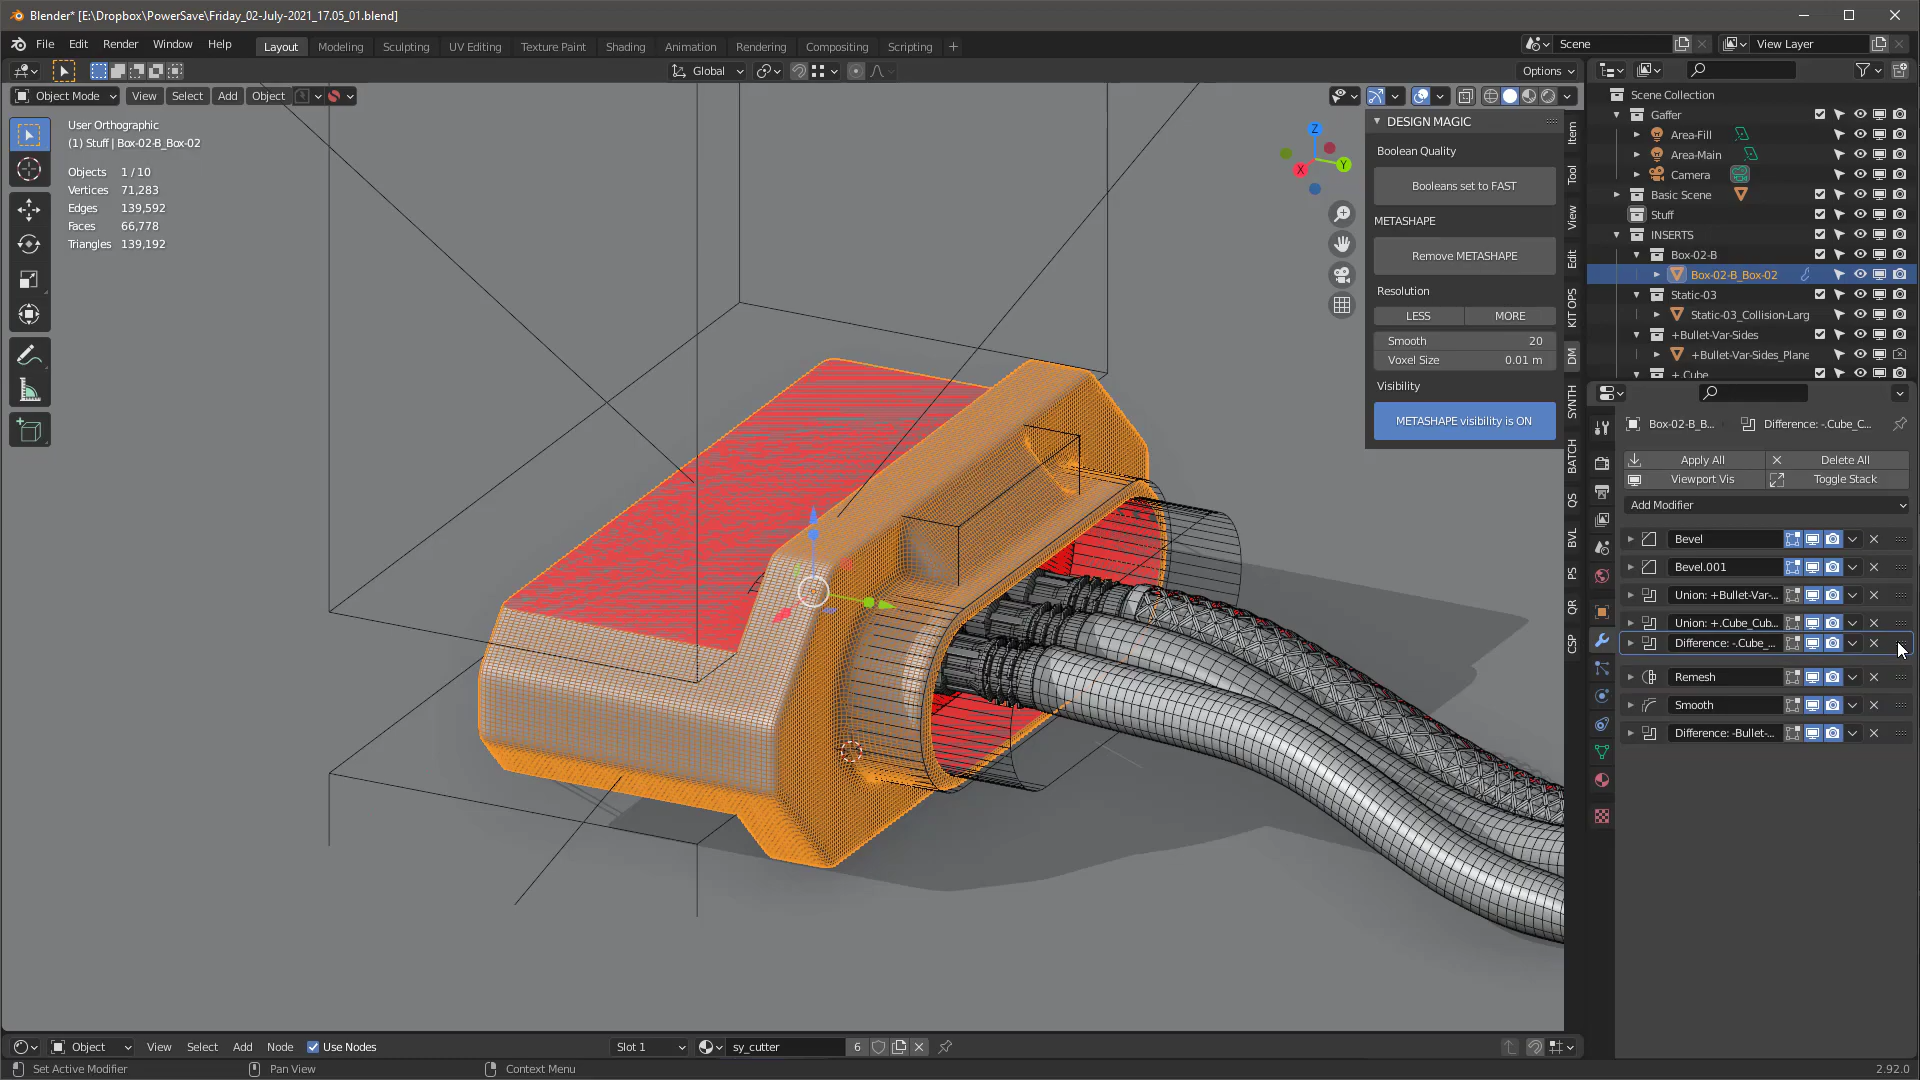 Blender* [E:\Dropbox\PowerSave\Friday_02-July-2021_17.05_01.blend]
File Edit Render Window Help
Layout Modeling Sculpting UV Editing Texture Paint Shading Animation Rendering Compositing Scripting +
Scene
View Layer
Global
Options
Object Mode View Select Add Object
User Orthographic
(1) Stuff | Box-02-B_Box-02
Objects 1 / 10
Vertices 71,283
Edges 139,592
Faces 66,778
Triangles 139,192
Z
Y
X
DESIGN MAGIC
Boolean Quality
Booleans set to FAST
METASHAPE
Remove METASHAPE
Resolution
LESS MORE
Smooth 20
Voxel Size 0.01 m
Visibility
METASHAPE visibility is ON
Item
Tool
View
Edit
KIT OPS
DM
SYNTH
BATCH
QS
BVL
PS
QR
CSP
Scene Collection
Gaffer
Area-Fill
Area-Main
Camera
Basic Scene
Stuff
INSERTS
Box-02-B
Box-02-B_Box-02
Static-03
Static-03_Collision-Larg
+Bullet-Var-Sides
+Bullet-Var-Sides_Plane
+.Cube
Box-02-B_B... Difference: -.Cube_C...
Apply All Delete All
Viewport Vis Toggle Stack
Add Modifier
Bevel
Bevel.001
Union: +Bullet-Var-...
Union: +.Cube_Cub...
Difference: -.Cube_...
Remesh
Smooth
Difference: -Bullet-...
Object View Select Add Node Use Nodes
Slot 1
sy_cutter 6
Set Active Modifier
Pan View
Context Menu
2.92.0